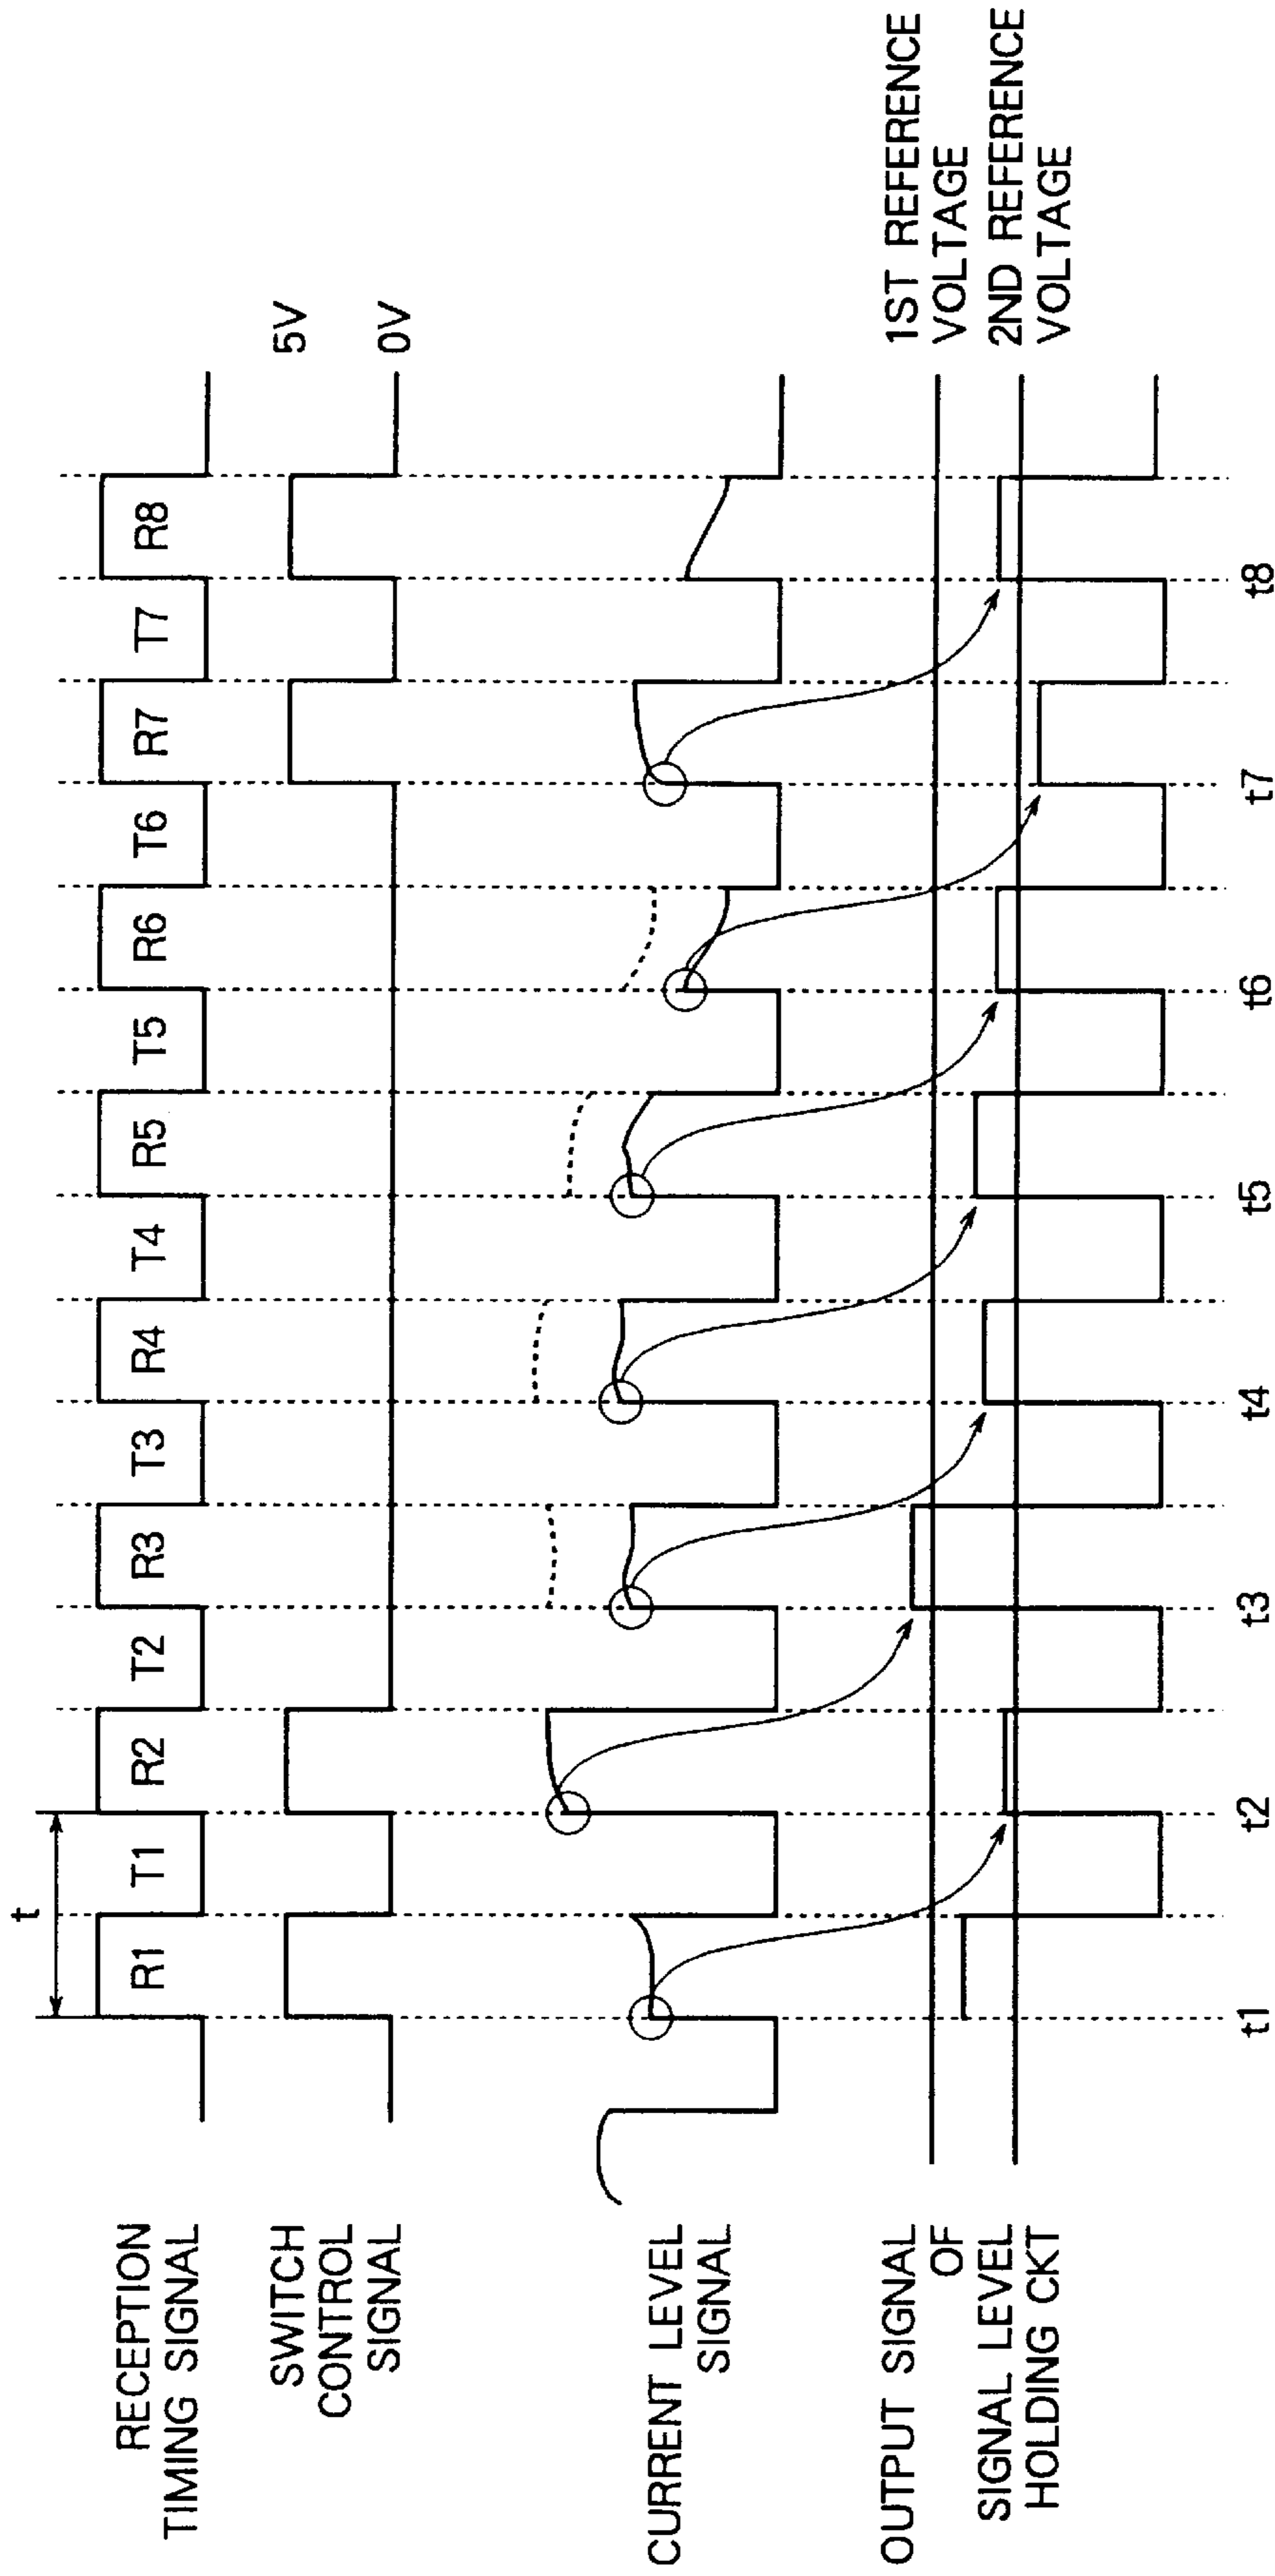 t
R1 T1 R2 T2 R3 T3 R4 T4 R5 T5 R6 T6 R7 T7 R8
RECEPTION
TIMING SIGNAL
5V
0V
SWITCH
CONTROL
SIGNAL
CURRENT LEVEL
SIGNAL
1ST REFERENCE
VOLTAGE
2ND REFERENCE
VOLTAGE
OUTPUT SIGNAL
OF
SIGNAL LEVEL
HOLDING CKT
t1 t2 t3 t4 t5 t6 t7 t8